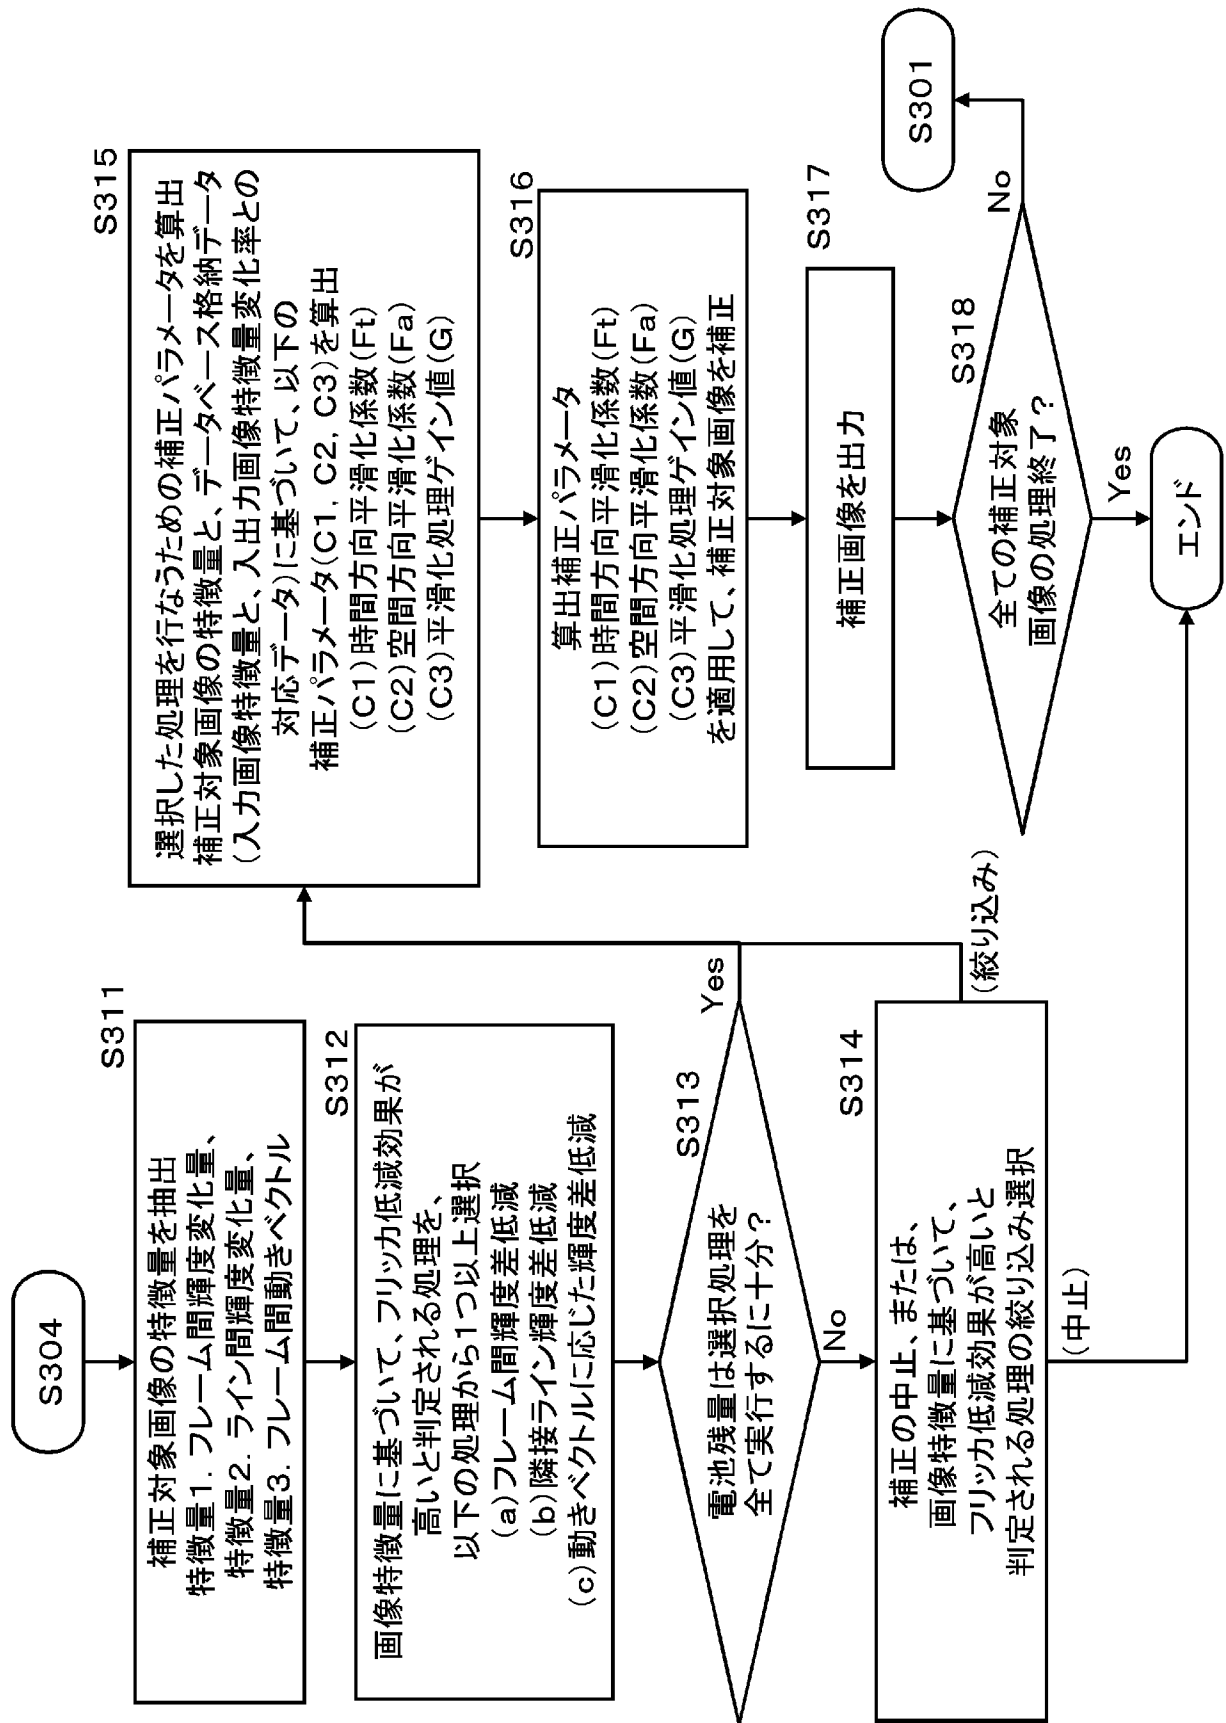 S304
S311
補正対象画像の特徴量を抽出
特徴量1. フレーム間輝度変化量、
特徴量2. ライン間輝度変化量、
特徴量3. フレーム間動きベクトル
S312
画像特徴量に基づいて、フリッカ低減効果が
高いと判定される処理を、
以下の処理から1つ以上選択
(a)フレーム間輝度差低減
(b)隣接ライン輝度差低減
(c)動きベクトルに応じた輝度差低減
S313
電池残量は選択処理を
全て実行するに十分?
Yes
No
S314
補正の中止、または、
画像特徴量に基づいて、
フリッカ低減効果が高いと
判定される処理の絞り込み選択
(絞り込み)
(中止)
S315
選択した処理を行なうための補正パラメータを算出
補正対象画像の特徴量と、データベース格納データ
(入力画像特徴量と、入出力画像特徴量変化率との
対応データ)に基づいて、以下の
補正パラメータ(C1, C2, C3)を算出
(C1)時間方向平滑化係数(Ft)
(C2)空間方向平滑化係数(Fa)
(C3)平滑化処理ゲイン値(G)
S316
算出補正パラメータ
(C1)時間方向平滑化係数(Ft)
(C2)空間方向平滑化係数(Fa)
(C3)平滑化処理ゲイン値(G)
を適用して、補正対象画像を補正
S317
補正画像を出力
S318
全ての補正対象
画像の処理終了?
No
S301
Yes
エンド